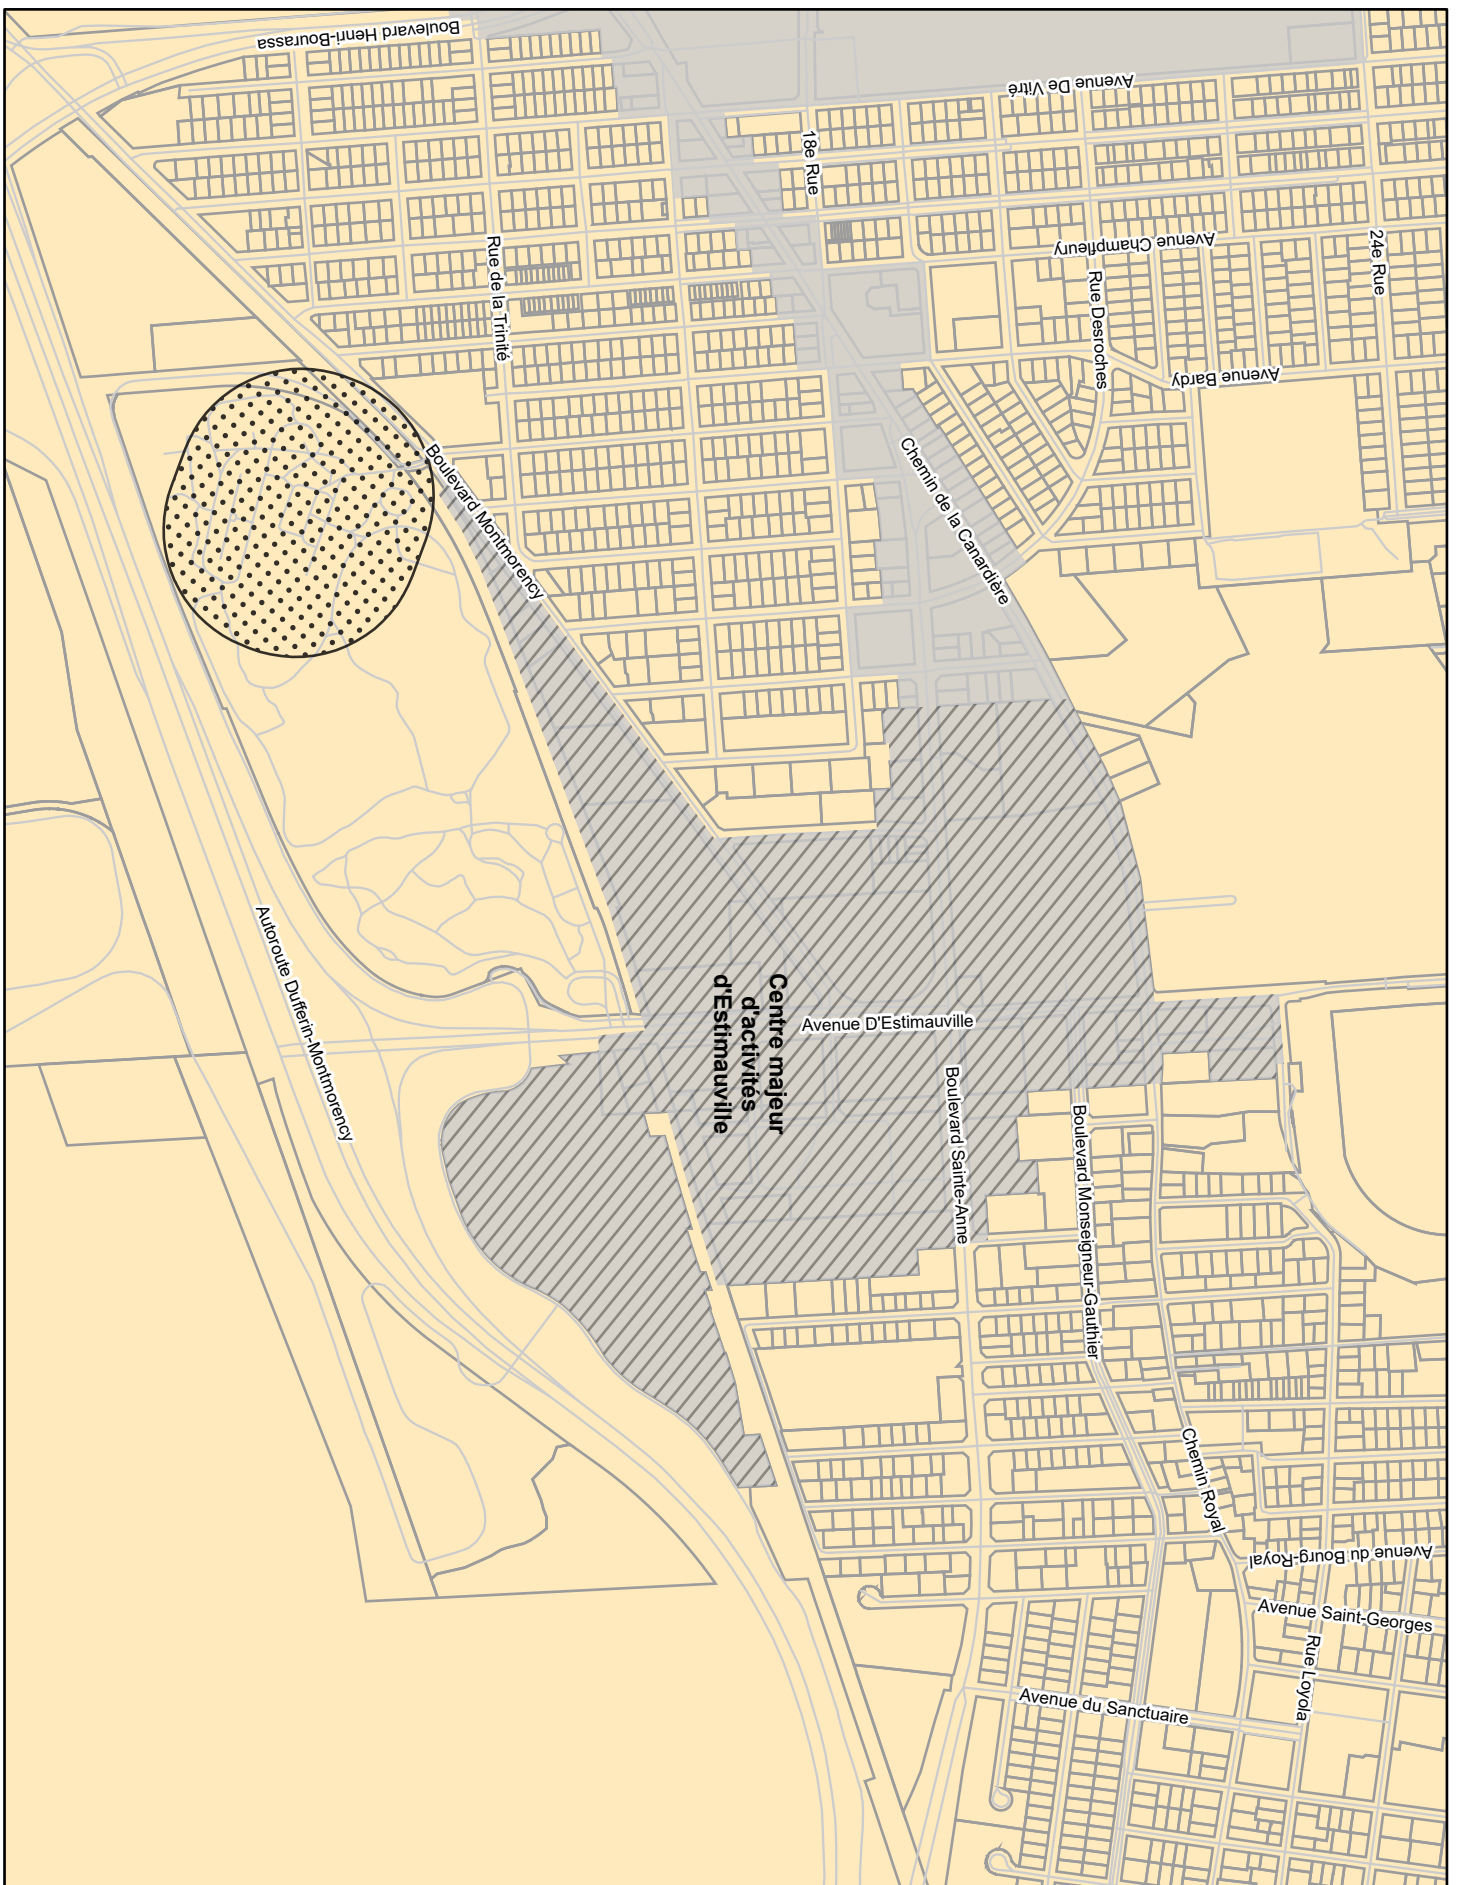 Boulevard Henri-Bourassa
Avenue De Vitré
18e Rue
Avenue Champfleury
24e Rue
Rue de la Trinité
Rue Desroches
Avenue Bardy
Boulevard Montmorency
Chemin de la Canardière
Autoroute Dufferin-Montmorency
Centre majeur
d'activités
d'Estimauville
Avenue D'Estimauville
Boulevard Sainte-Anne
Boulevard Monseigneur-Gauthier
Chemin Royal
Avenue du Bourg-Royal
Avenue Saint-Georges
Rue Loyola
Avenue du Sanctuaire